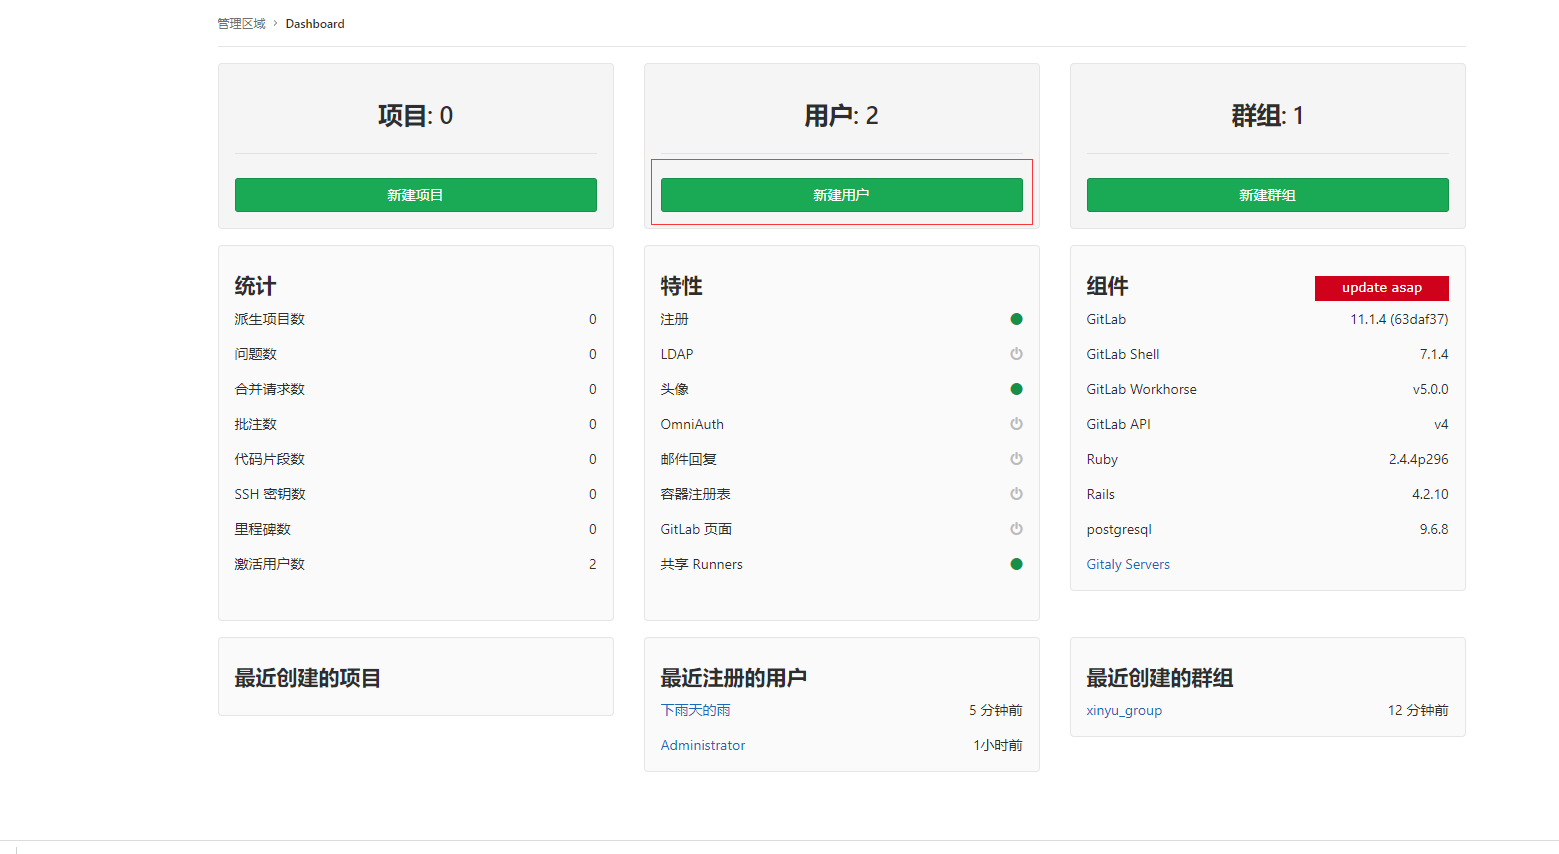 管理区域 › Dashboard
项目: 0
新建项目
用户: 2
新建用户
群组: 1
新建群组
统计
派生项目数 0
问题数 0
合并请求数 0
批注数 0
代码片段数 0
SSH 密钥数 0
里程碑数 0
激活用户数 2
特性
注册
LDAP
头像
OmniAuth
邮件回复
容器注册表
GitLab 页面
共享 Runners
组件 update asap
GitLab 11.1.4 (63daf37)
GitLab Shell 7.1.4
GitLab Workhorse v5.0.0
GitLab API v4
Ruby 2.4.4p296
Rails 4.2.10
postgresql 9.6.8
Gitaly Servers
最近创建的项目
最近注册的用户
下雨天的雨 5 分钟前
Administrator 1小时前
最近创建的群组
xinyu_group 12 分钟前